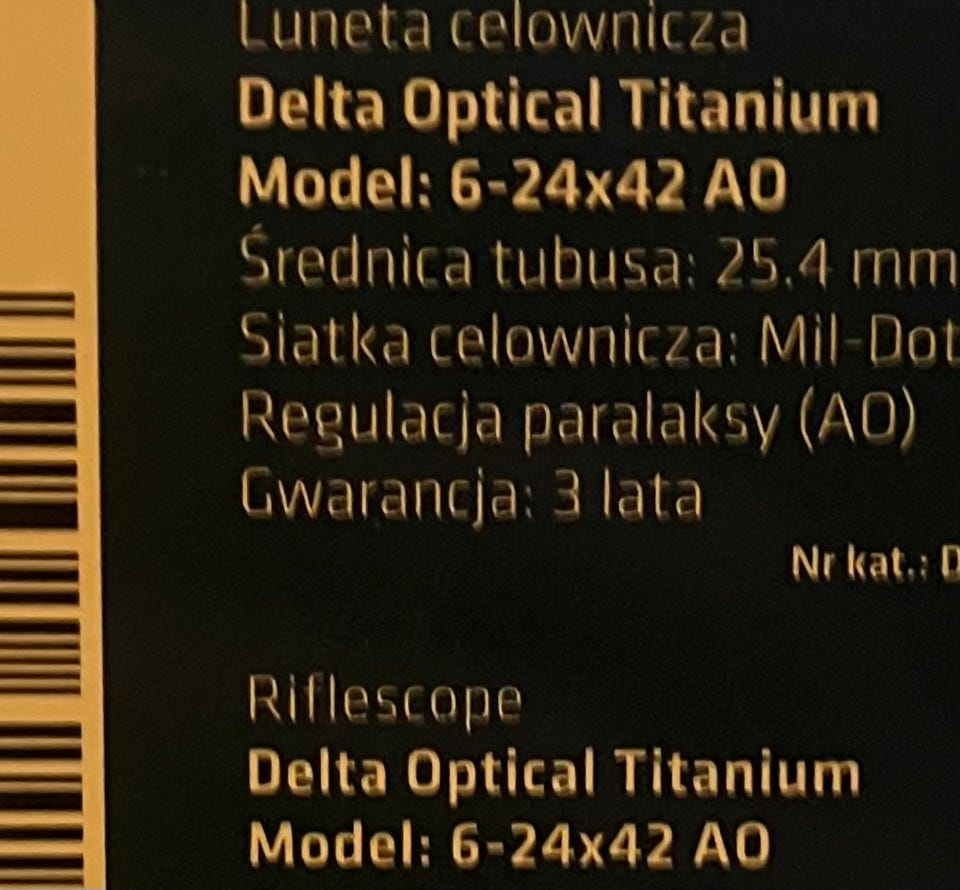 Luneta celownicza
Delta Optical Titanium
Model: 6-24x42 AO
Średnica tubusa: 25.4 mm
Siatka celownicza: Mil-Dot
Regulacja paralaksy (AO)
Gwarancja: 3 lata
Nr kat.: D
Riflescope
Delta Optical Titanium
Model: 6-24x42 AO